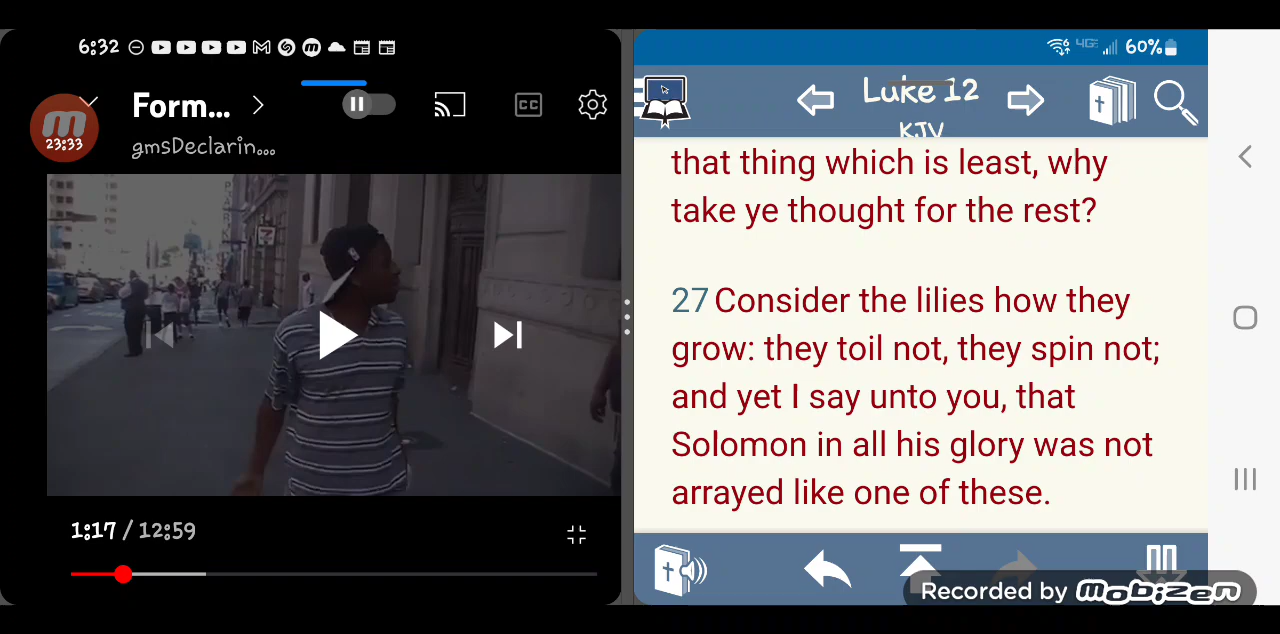 6:32
4GE 60%
Form...
gmsDeclarin...
m
23:33
CC
PARK
1:17 / 12:59
Luke 12
KJV
that thing which is least, why
take ye thought for the rest?
27 Consider the lilies how they
grow: they toil not, they spin not;
and yet I say unto you, that
Solomon in all his glory was not
arrayed like one of these.
Recorded by mobizen